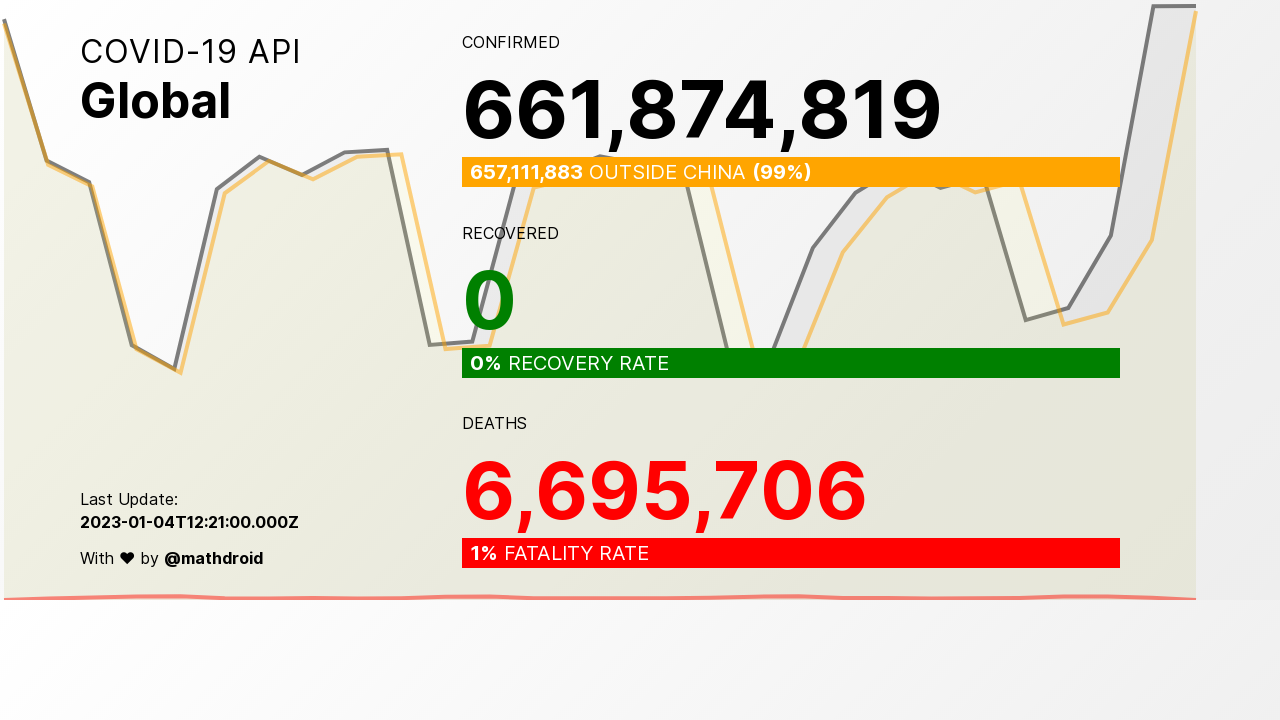 COVID-19 API
Global
CONFIRMED
661,874,819
657,111,883 OUTSIDE CHINA (99%)
RECOVERED
0
0% RECOVERY RATE
DEATHS
6,695,706
1% FATALITY RATE
Last Update:
2023-01-04T12:21:00.000Z
With ♥ by @mathdroid